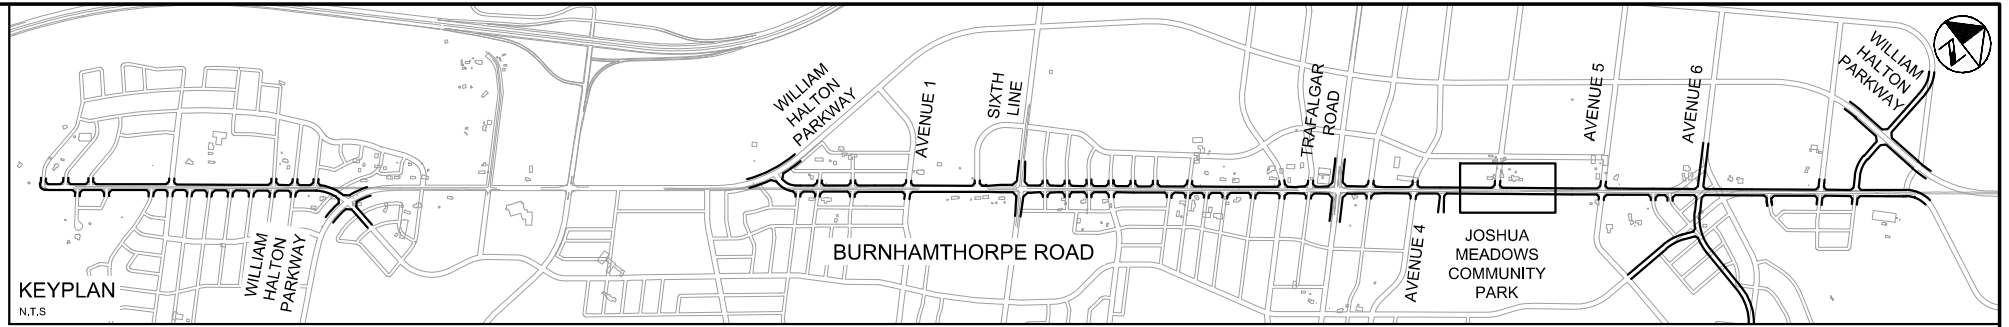 WILLIAM
HALTON
PARKWAY
AVENUE 1
SIXTH
LINE
TRAFALGAR
ROAD
AVENUE 5
AVENUE 6
WILLIAM
HALTON
PARKWAY
N
WILLIAM
HALTON
PARKWAY
BURNHAMTHORPE ROAD
AVENUE 4
JOSHUA
MEADOWS
COMMUNITY
PARK
KEYPLAN
N.T.S